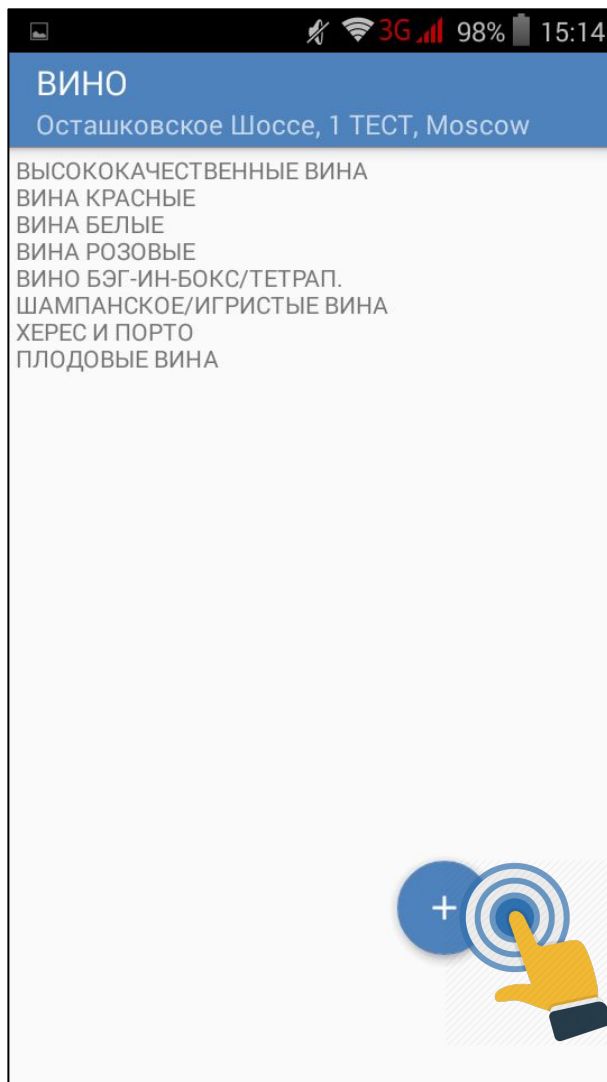 3G 98% 15:14
ВИНО
Осташковское Шоссе, 1 ТЕСТ, Moscow
ВЫСОКОКАЧЕСТВЕННЫЕ ВИНА
ВИНА КРАСНЫЕ
ВИНА БЕЛЫЕ
ВИНА РОЗОВЫЕ
ВИНО БЭГ-ИН-БОКС/ТЕТРАП.
ШАМПАНСКОЕ/ИГРИСТЫЕ ВИНА
ХЕРЕС И ПОРТО
ПЛОДОВЫЕ ВИНА
+